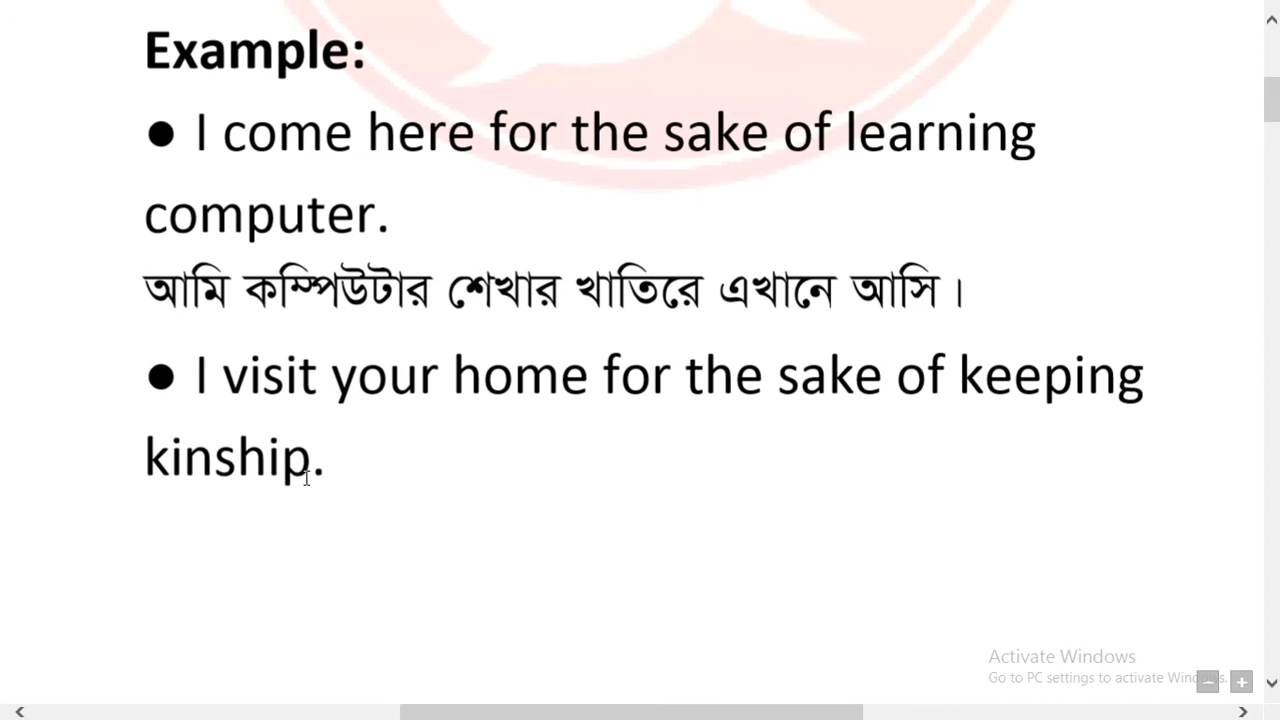 Example:
● I come here for the sake of learning
computer.
আমি কম্পিউটার শেখার খাতিরে এখানে আসি।
● I visit your home for the sake of keeping
kinship.
Activate Windows
Go to PC settings to activate Windows.